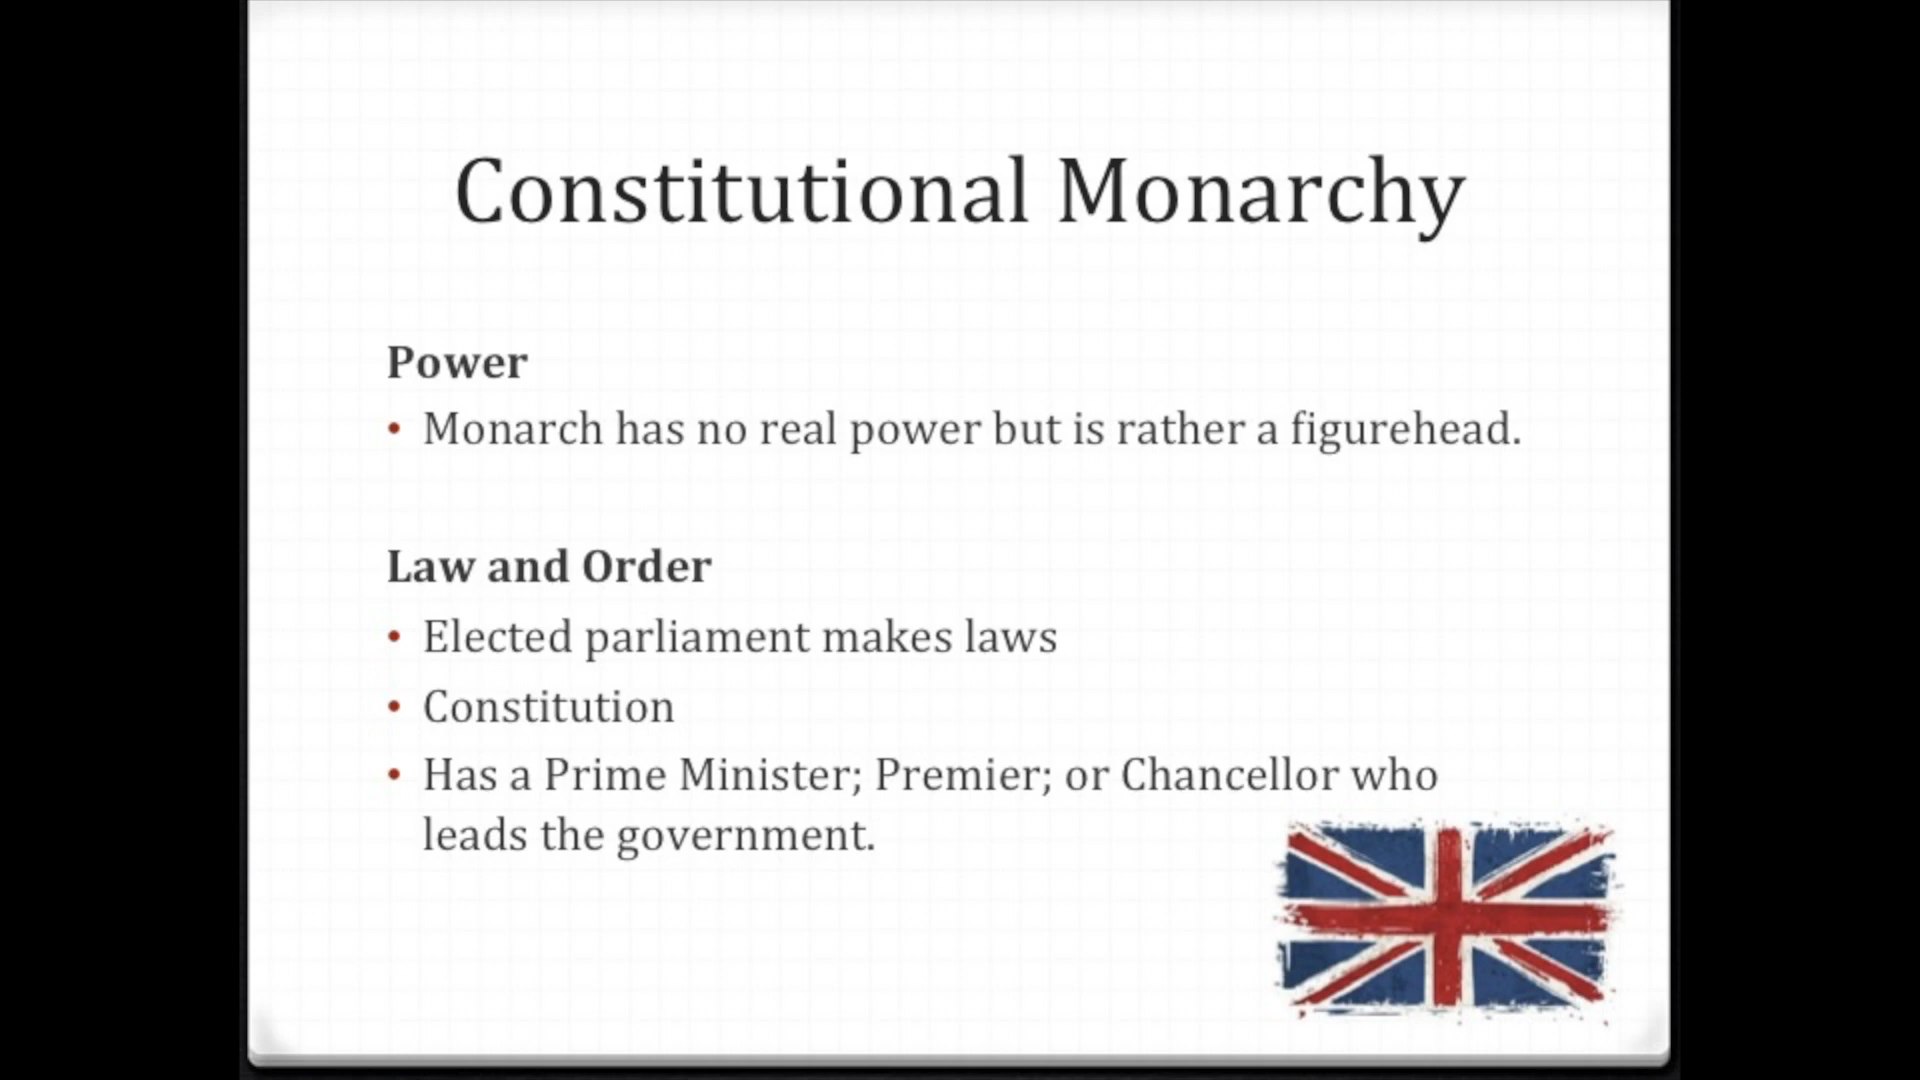 Constitutional Monarchy
Power
• Monarch has no real power but is rather a figurehead.
Law and Order
• Elected parliament makes laws
• Constitution
• Has a Prime Minister; Premier; or Chancellor who
leads the government.